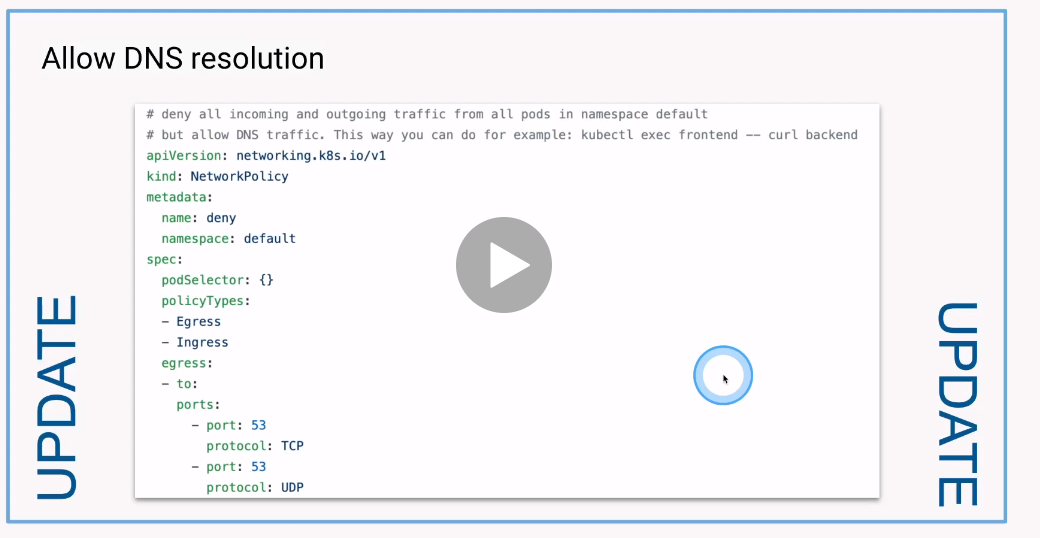 Allow DNS resolution
# deny all incoming and outgoing traffic from all pods in namespace default
# but allow DNS traffic. This way you can do for example: kubectl exec frontend -- curl backend
apiVersion: networking.k8s.io/v1
kind: NetworkPolicy
metadata:
  name: deny
  namespace: default
spec:
  podSelector: {}
  policyTypes:
  - Egress
  - Ingress
  egress:
  - to:
    ports:
      - port: 53
        protocol: TCP
      - port: 53
        protocol: UDP
UPDATE
UPDATE